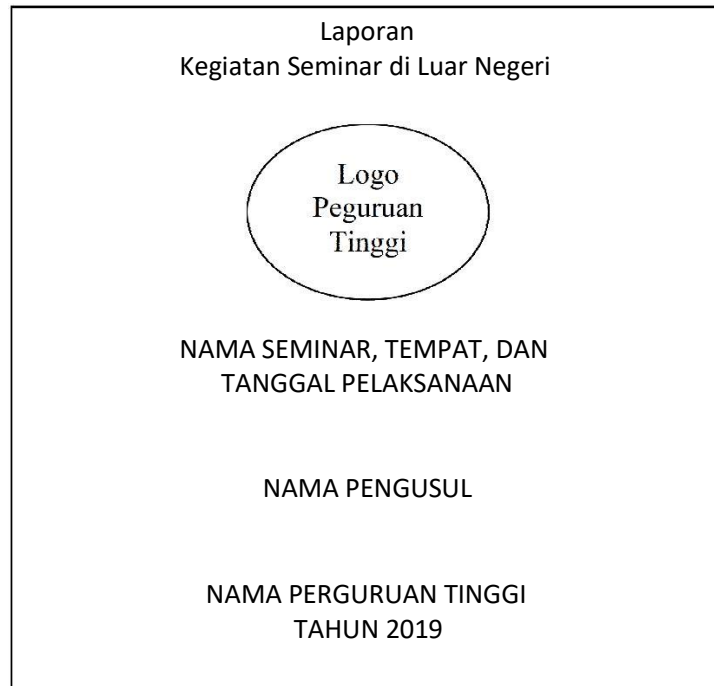 Laporan
Kegiatan Seminar di Luar Negeri
Logo
Peguruan
Tinggi
NAMA SEMINAR, TEMPAT, DAN
TANGGAL PELAKSANAAN
NAMA PENGUSUL
NAMA PERGURUAN TINGGI
TAHUN 2019